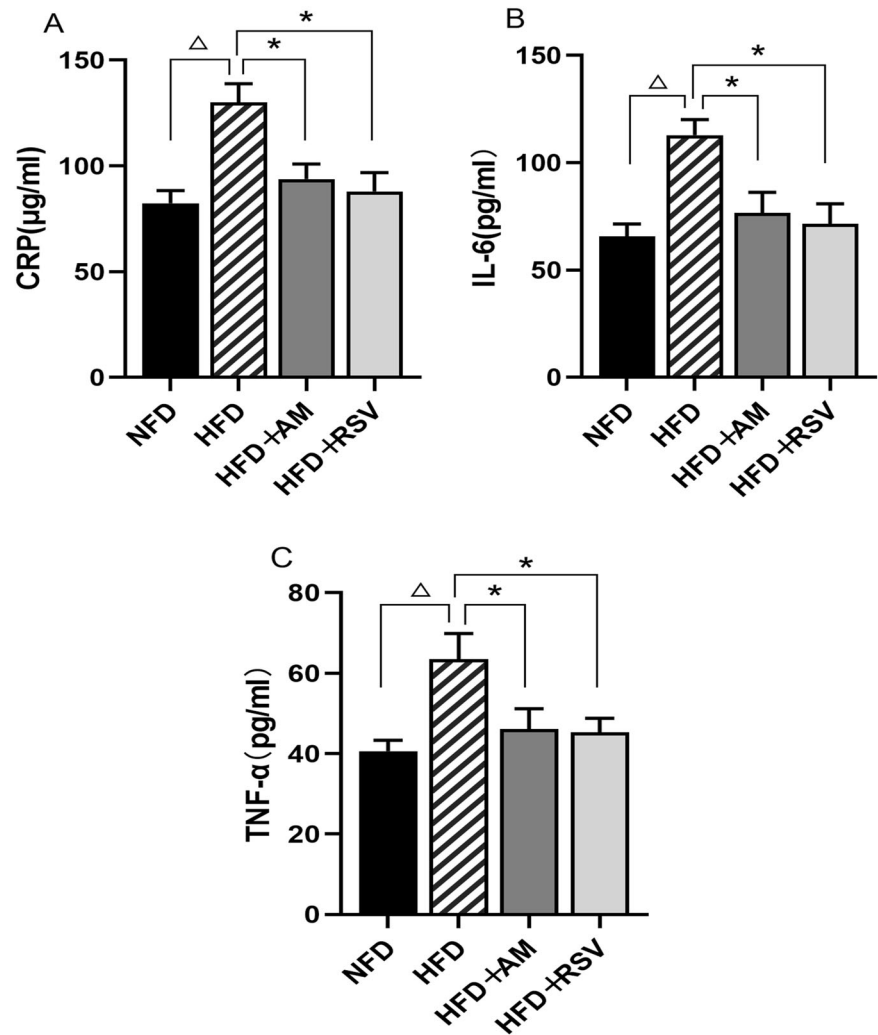 A
CRP(μg/ml)
150
100
50
0
△
*
*
NFD
HFD
HFD+AM
HFD+RSV
B
IL-6(pg/ml)
150
100
50
0
△
*
*
NFD
HFD
HFD+AM
HFD+RSV
C
TNF-α(pg/ml)
80
60
40
20
0
△
*
*
NFD
HFD
HFD+AM
HFD+RSV